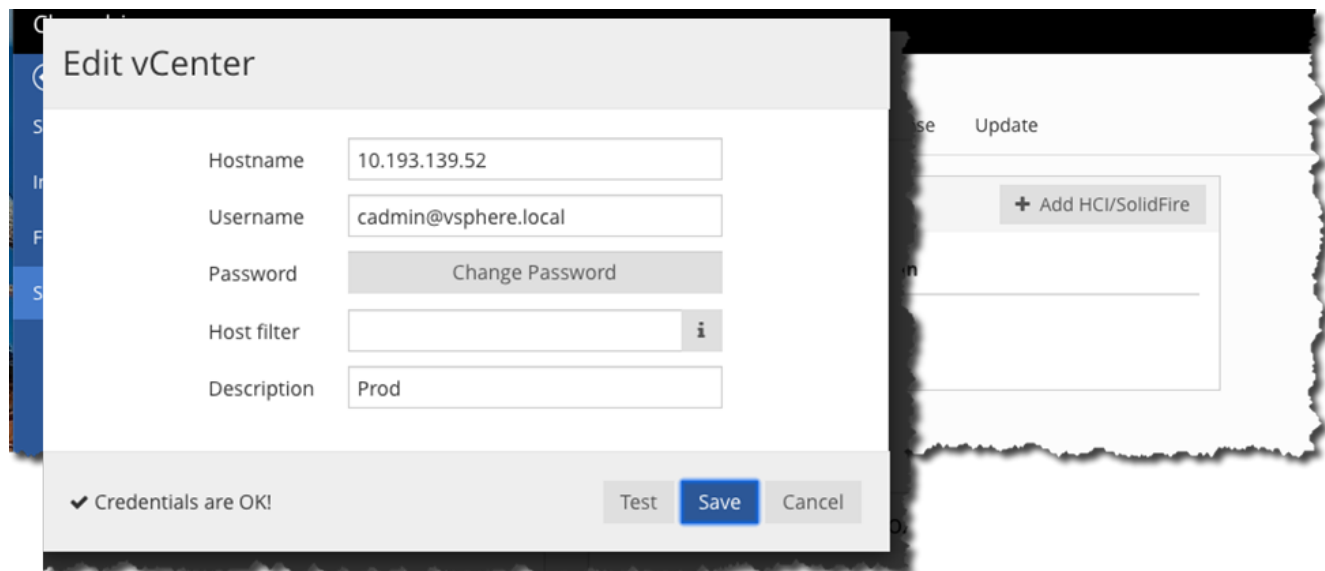 Edit vCenter
Hostname 10.193.139.52
Username cadmin@vsphere.local
Password Change Password
Host filter i
Description Prod
✔ Credentials are OK! Test Save Cancel
Update
+ Add HCI/SolidFire